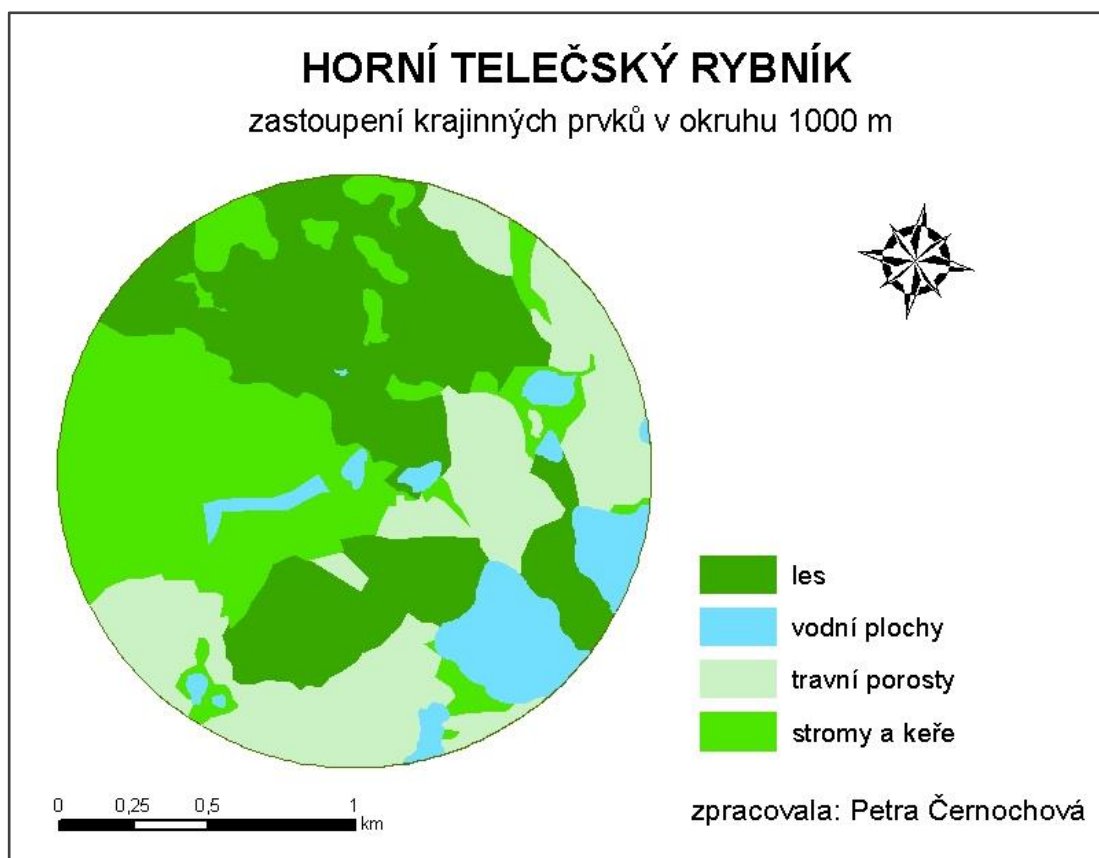 HORNÍ TELEČSKÝ RYBNÍK
zastoupení krajinných prvků v okruhu 1000 m
les
vodní plochy
travní porosty
stromy a keře
0 0,25 0,5 1
km
zpracovala: Petra Černochová